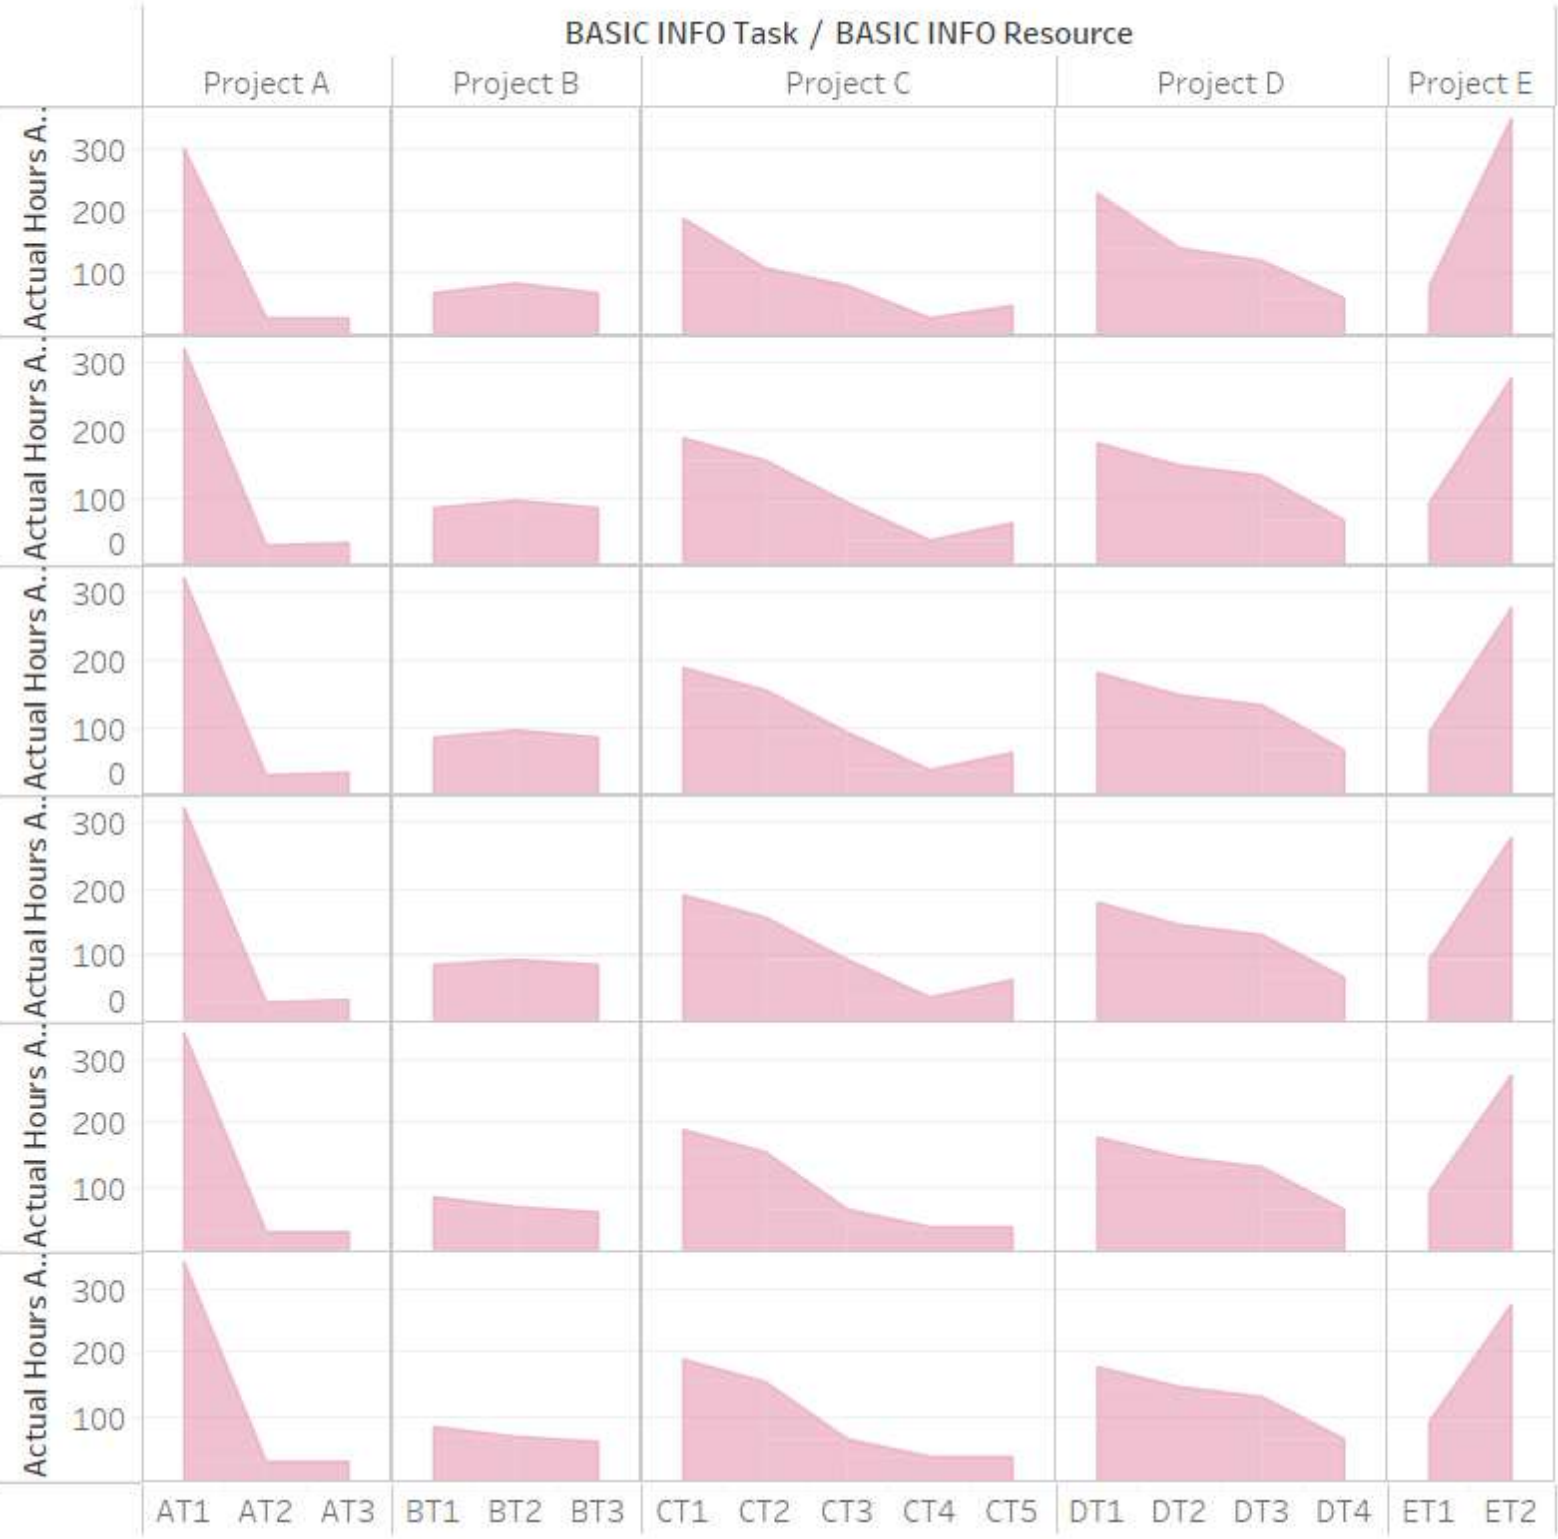 BASIC INFO Task / BASIC INFO Resource
Project A Project B Project C Project D Project E
Actual Hours A..
300
200
100
Actual Hours A..
300
200
100
0
Actual Hours A..
300
200
100
0
Actual Hours A..
300
200
100
0
Actual Hours A..
300
200
100
Actual Hours A..
300
200
100
AT1 AT2 AT3 BT1 BT2 BT3 CT1 CT2 CT3 CT4 CT5 DT1 DT2 DT3 DT4 ET1 ET2